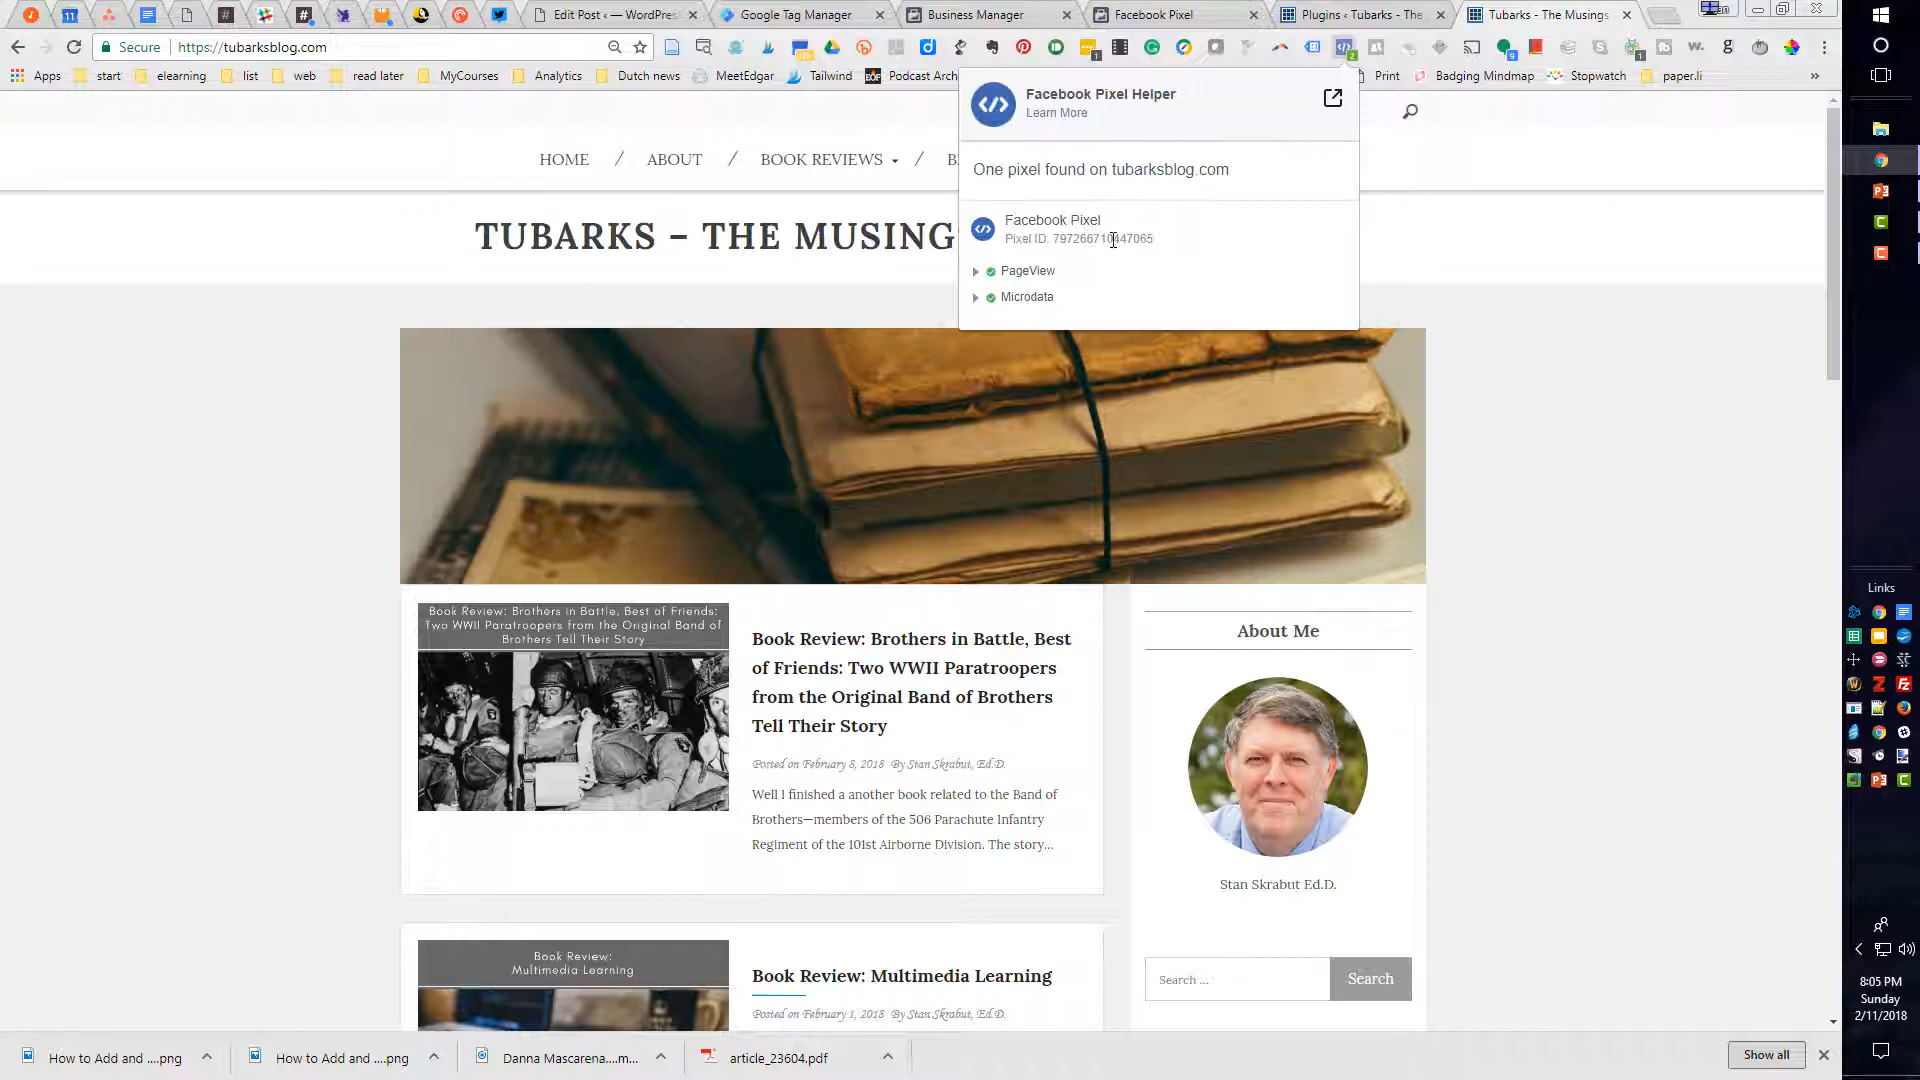 Edit Post ‹ — WordPres
Google Tag Manager
Business Manager
Facebook Pixel
Plugins ‹ Tubarks - The
Tubarks - The Musings
Secure
https://tubarksblog.com
Apps
start
elearning
list
web
read later
MyCourses
Analytics
Dutch news
MeetEdgar
Tailwind
Podcast Arch
Print
Badging Mindmap
Stopwatch
paper.li
»
Facebook Pixel Helper
Learn More
One pixel found on tubarksblog.com
Facebook Pixel
Pixel ID: 797266710447065
PageView
Microdata
HOME / ABOUT / BOOK REVIEWS / B
TUBARKS – THE MUSING
Book Review: Brothers in Battle, Best of Friends:
Two WWII Paratroopers from the Original Band of
Brothers Tell Their Story
Book Review: Brothers in Battle, Best
of Friends: Two WWII Paratroopers
from the Original Band of Brothers
Tell Their Story
Posted on February 8, 2018 By Stan Skrabut, Ed.D.
Well I finished a another book related to the Band of
Brothers—members of the 506 Parachute Infantry
Regiment of the 101st Airborne Division. The story...
About Me
Stan Skrabut Ed.D.
Search ...
Search
Book Review:
Multimedia Learning
Book Review: Multimedia Learning
Posted on February 1, 2018 By Stan Skrabut, Ed.D.
How to Add and ....png
How to Add and ....png
Danna Mascarena....m...
article_23604.pdf
Show all
Links
8:05 PM
Sunday
2/11/2018